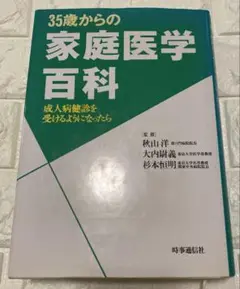 35歳からの
家庭医学
百科
成人病健診を
受けるようになったら
[監修]
秋山 洋
大内尉義
杉本恒明
時事通信社